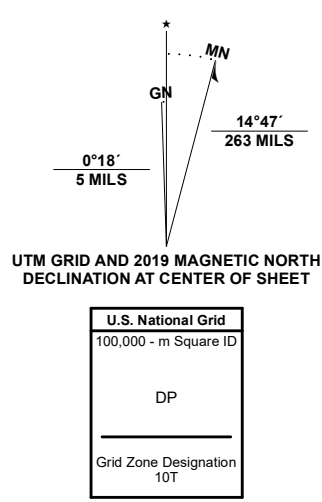 MN
GN
14°47´
263 MILS
0°18´
5 MILS
UTM GRID AND 2019 MAGNETIC NORTH
DECLINATION AT CENTER OF SHEET
U.S. National Grid
100,000 - m Square ID
DP
Grid Zone Designation
10T